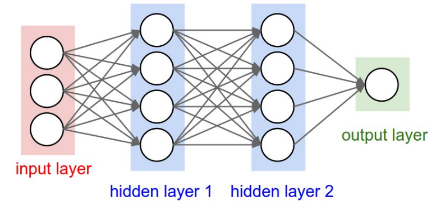 input layer
hidden layer 1
hidden layer 2
output layer